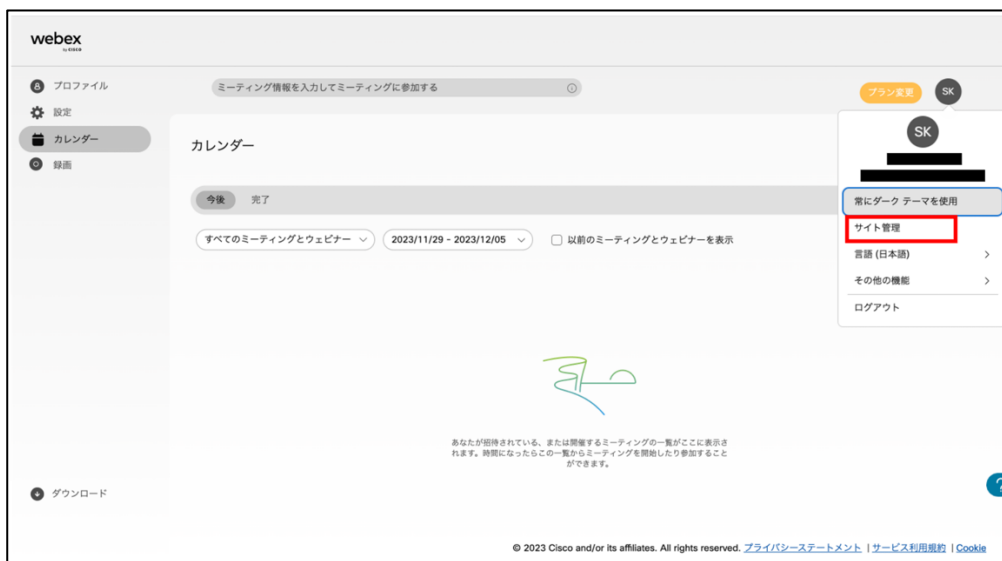 webex
by CISCO
プロファイル
設定
カレンダー
録画
ダウンロード
ミーティング情報を入力してミーティングに参加する
プラン変更
SK
SK
常にダーク テーマを使用
サイト管理
言語 (日本語)
その他の機能
ログアウト
カレンダー
今後 完了
すべてのミーティングとウェビナー 2023/11/29 - 2023/12/05 以前のミーティングとウェビナーを表示
あなたが招待されている、または開催するミーティングの一覧がここに表示さ
れます。時間になったらこの一覧からミーティングを開始したり参加すること
ができます。
?
© 2023 Cisco and/or its affiliates. All rights reserved. プライバシーステートメント | サービス利用規約 | Cookie